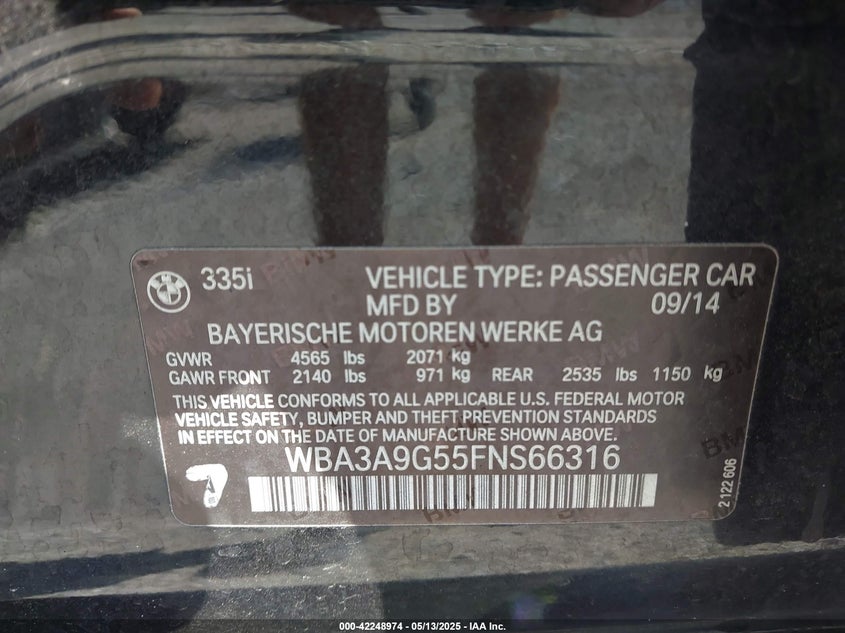 335i VEHICLE TYPE: PASSENGER CAR
MFD BY 09/14
BAYERISCHE MOTOREN WERKE AG
GVWR 4565 lbs 2071 kg
GAWR FRONT 2140 lbs 971 kg REAR 2535 lbs 1150 kg
THIS VEHICLE CONFORMS TO ALL APPLICABLE U.S. FEDERAL MOTOR
VEHICLE SAFETY, BUMPER AND THEFT PREVENTION STANDARDS
IN EFFECT ON THE DATE OF MANUFACTURE SHOWN ABOVE.
WBA3A9G55FNS66316
2 122 606
000-42248974 - 05/13/2025 - IAA Inc.